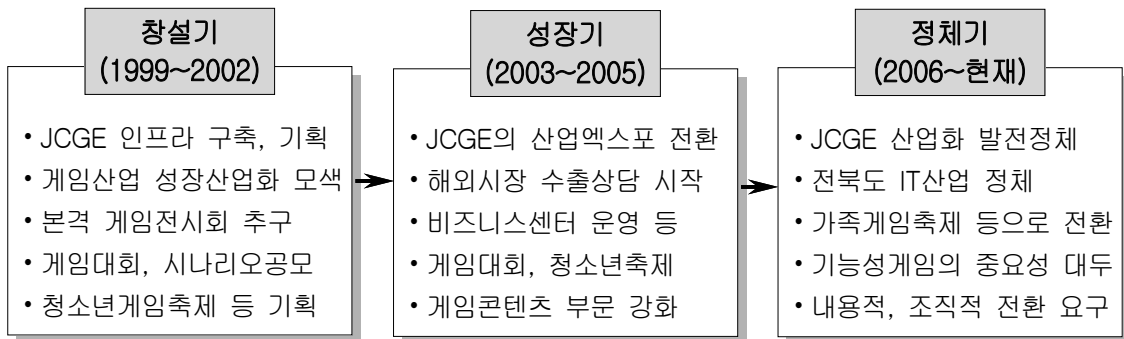 창설기
(1999~2002)
• JCGE 인프라 구축, 기획
• 게임산업 성장산업화 모색
• 본격 게임전시회 추구
• 게임대회, 시나리오공모
• 청소년게임축제 등 기획
성장기
(2003~2005)
• JCGE의 산업엑스포 전환
• 해외시장 수출상담 시작
• 비즈니스센터 운영 등
• 게임대회, 청소년축제
• 게임콘텐츠 부문 강화
정체기
(2006~현재)
• JCGE 산업화 발전정체
• 전북도 IT산업 정체
• 가족게임축제 등으로 전환
• 기능성게임의 중요성 대두
• 내용적, 조직적 전환 요구